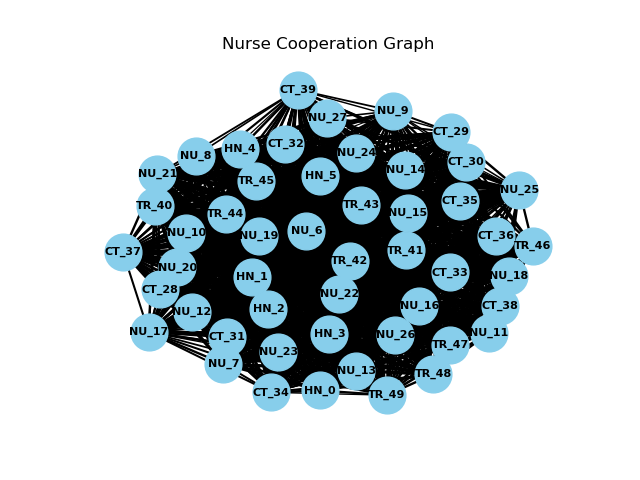 Nurse Cooperation Graph
CT_39
NU_9
NU_27
CT_29
CT_32
HN_4
NU_24
NU_8
CT_30
NU_14
NU_21
HN_5
TR_45
NU_25
CT_35
TR_43
TR_40
NU_15
TR_44
NU_6
NU_10
NU_19
CT_36
TR_46
TR_41
CT_37
TR_42
NU_20
CT_33
NU_18
HN_1
CT_28
NU_22
NU_16
CT_38
HN_2
NU_12
NU_17
NU_11
HN_3
NU_26
CT_31
TR_47
NU_23
NU_7
NU_13
TR_48
HN_0
CT_34
TR_49